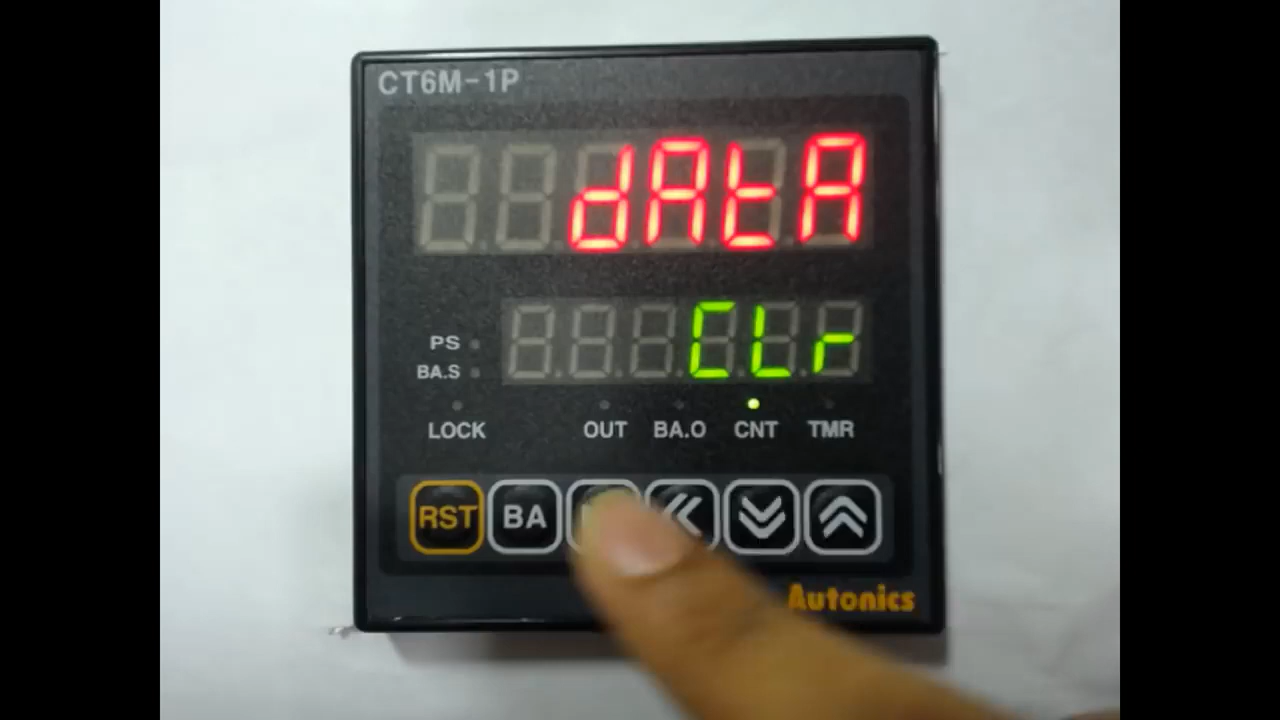 CT6M-1P
dAtA
CLr
PS
BA.S
LOCK OUT BA.O CNT TMR
RST BA
Autonics